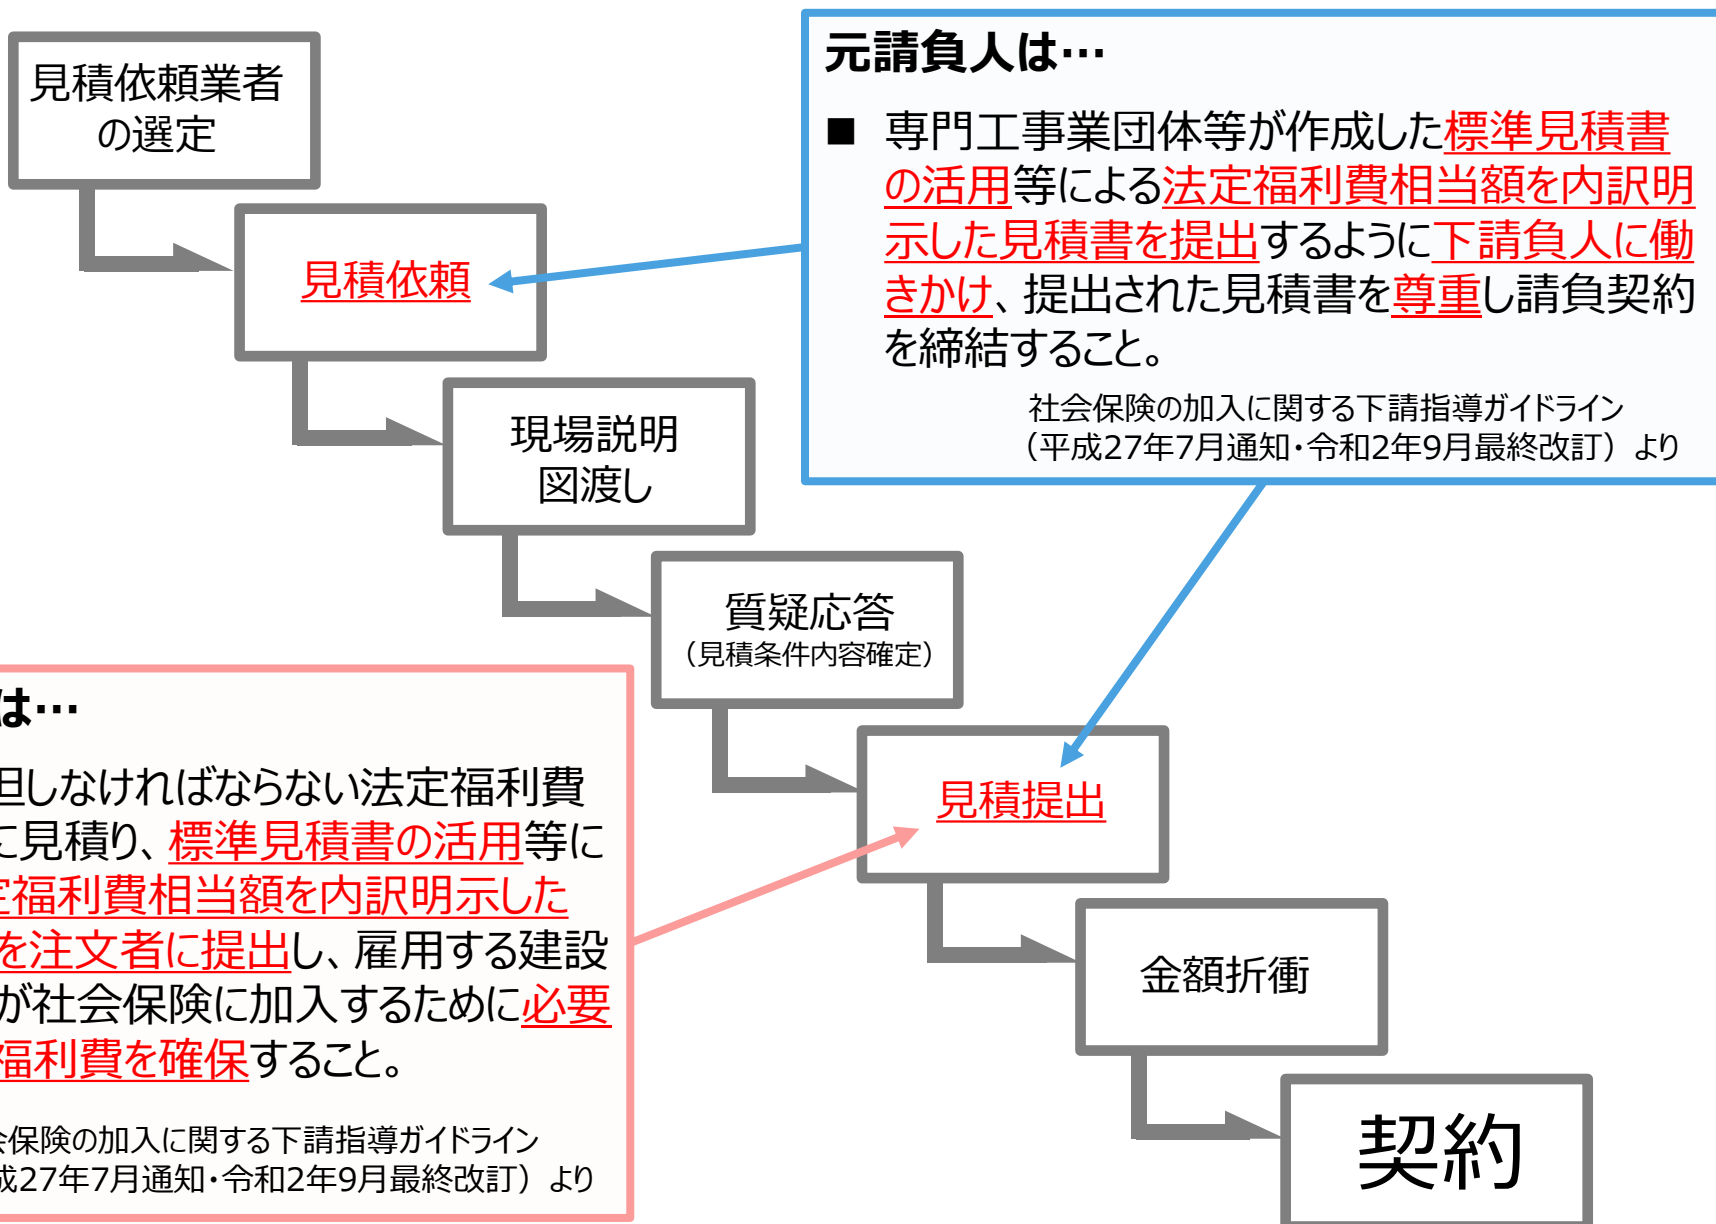 見積依頼業者
の選定
元請負人は…
■ 専門工事業団体等が作成した標準見積書
の活用等による法定福利費相当額を内訳明
示した見積書を提出するように下請負人に働
きかけ、提出された見積書を尊重し請負契約
を締結すること。
社会保険の加入に関する下請指導ガイドライン
（平成27年7月通知・令和2年9月最終改訂）より
見積依頼
現場説明
図渡し
質疑応答
（見積条件内容確定）
は…
担しなければならない法定福利費
に見積り、標準見積書の活用等に
定福利費相当額を内訳明示した
を注文者に提出し、雇用する建設
が社会保険に加入するために必要
福利費を確保すること。
会保険の加入に関する下請指導ガイドライン
成27年7月通知・令和2年9月最終改訂）より
見積提出
金額折衝
契約